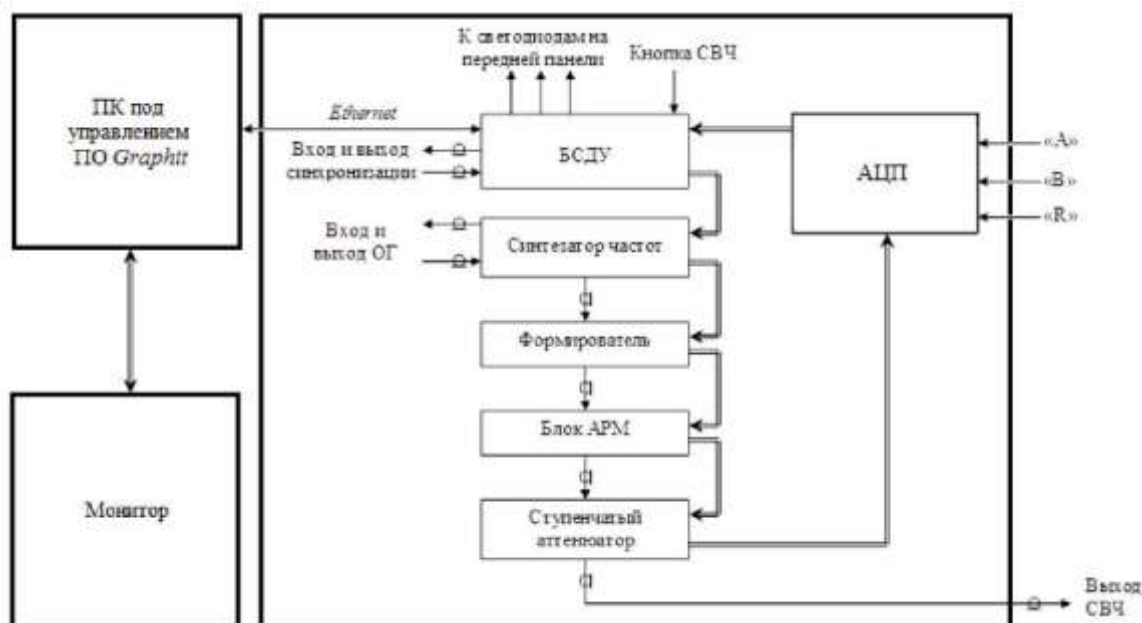 К светодиодам на
передней панели
Кнопка СВЧ
ПК под
управлением
ПО Graphit
Ethernet
Вход и выход
синхронизации
БСДУ
АЦП
«A»
«B»
«R»
Вход и
выход ОГ
Синтезатор частот
Формирователь
Блок АРМ
Монитор
Ступенчатый
аттенюатор
Выход
СВЧ